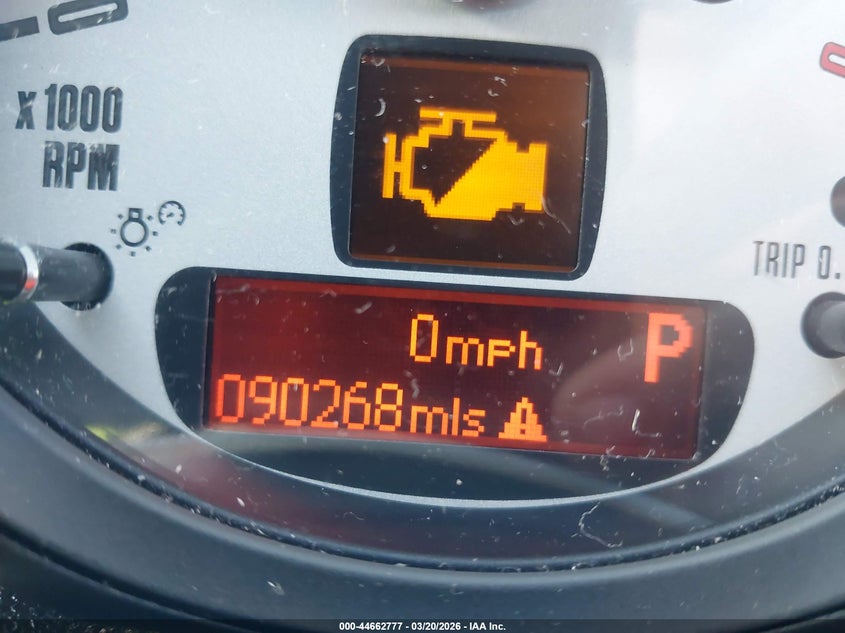 x 1000
RPM
TRIP 0.
0 mph
P
090268 mls
000-44662777 - 03/20/2026 - IAA Inc.